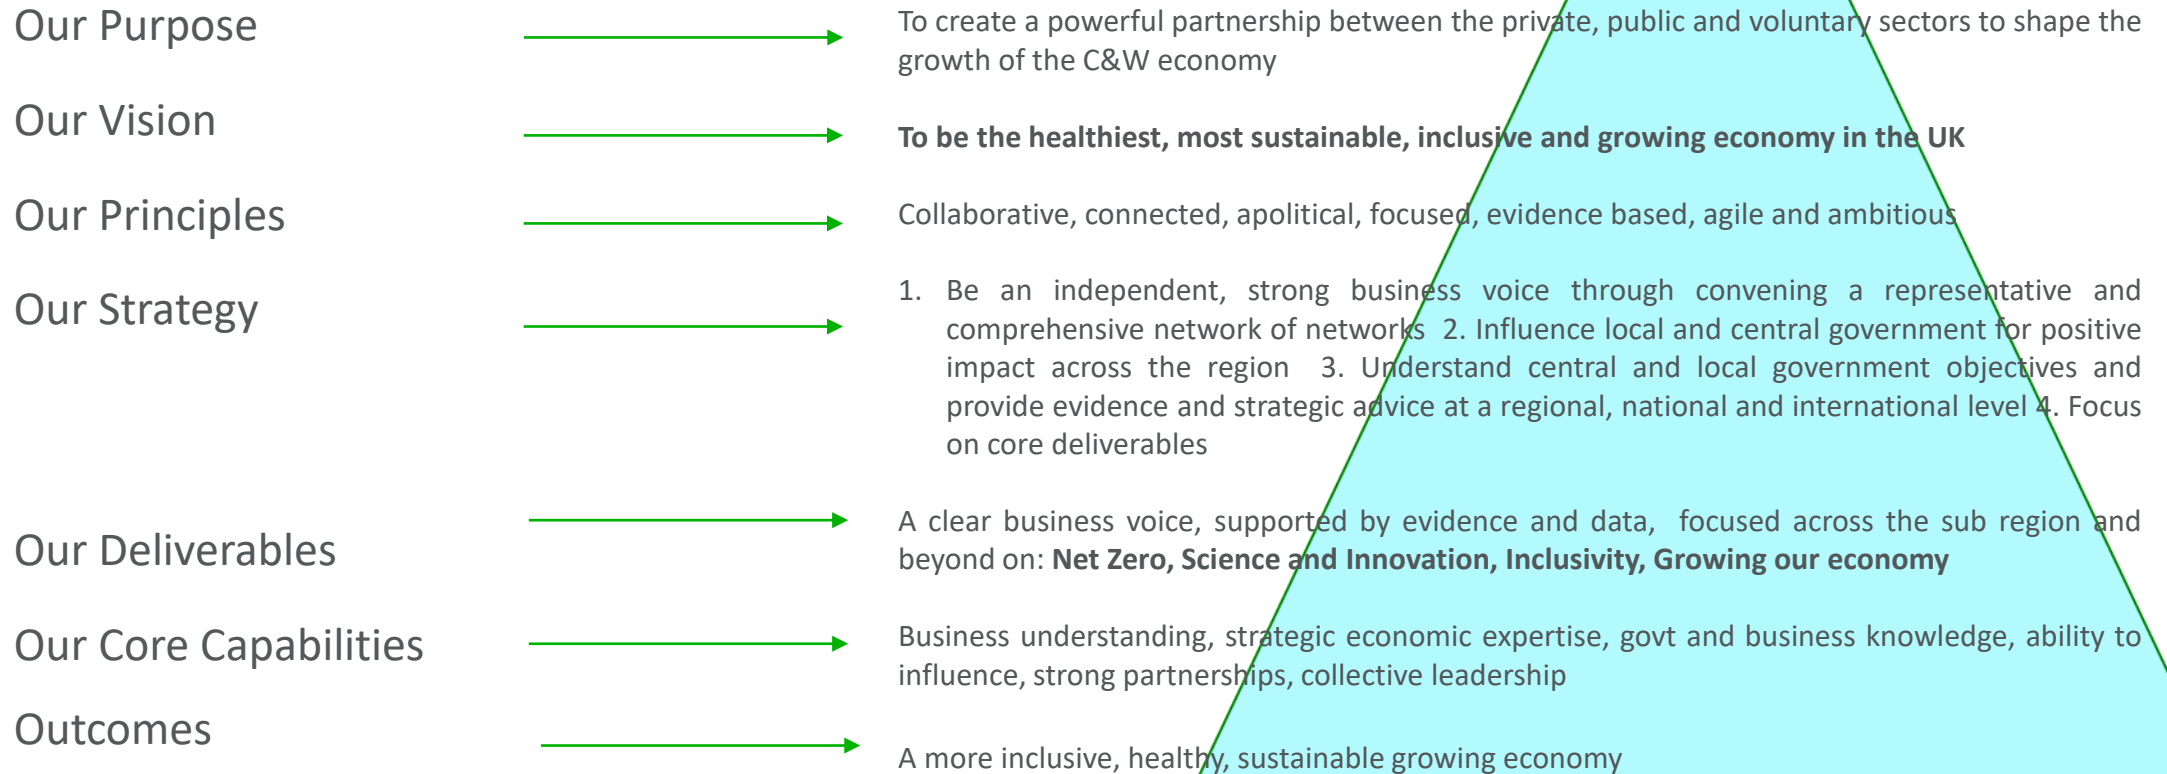 Our Purpose
To create a powerful partnership between the private, public and voluntary sectors to shape the
growth of the C&W economy
Our Vision
To be the healthiest, most sustainable, inclusive and growing economy in the UK
Our Principles
Collaborative, connected, apolitical, focused, evidence based, agile and ambitious
Our Strategy
1. Be an independent, strong business voice through convening a representative and
comprehensive network of networks 2. Influence local and central government for positive
impact across the region 3. Understand central and local government objectives and
provide evidence and strategic advice at a regional, national and international level 4. Focus
on core deliverables
Our Deliverables
A clear business voice, supported by evidence and data, focused across the sub region and
beyond on: Net Zero, Science and Innovation, Inclusivity, Growing our economy
Our Core Capabilities
Business understanding, strategic economic expertise, govt and business knowledge, ability to
influence, strong partnerships, collective leadership
Outcomes
A more inclusive, healthy, sustainable growing economy